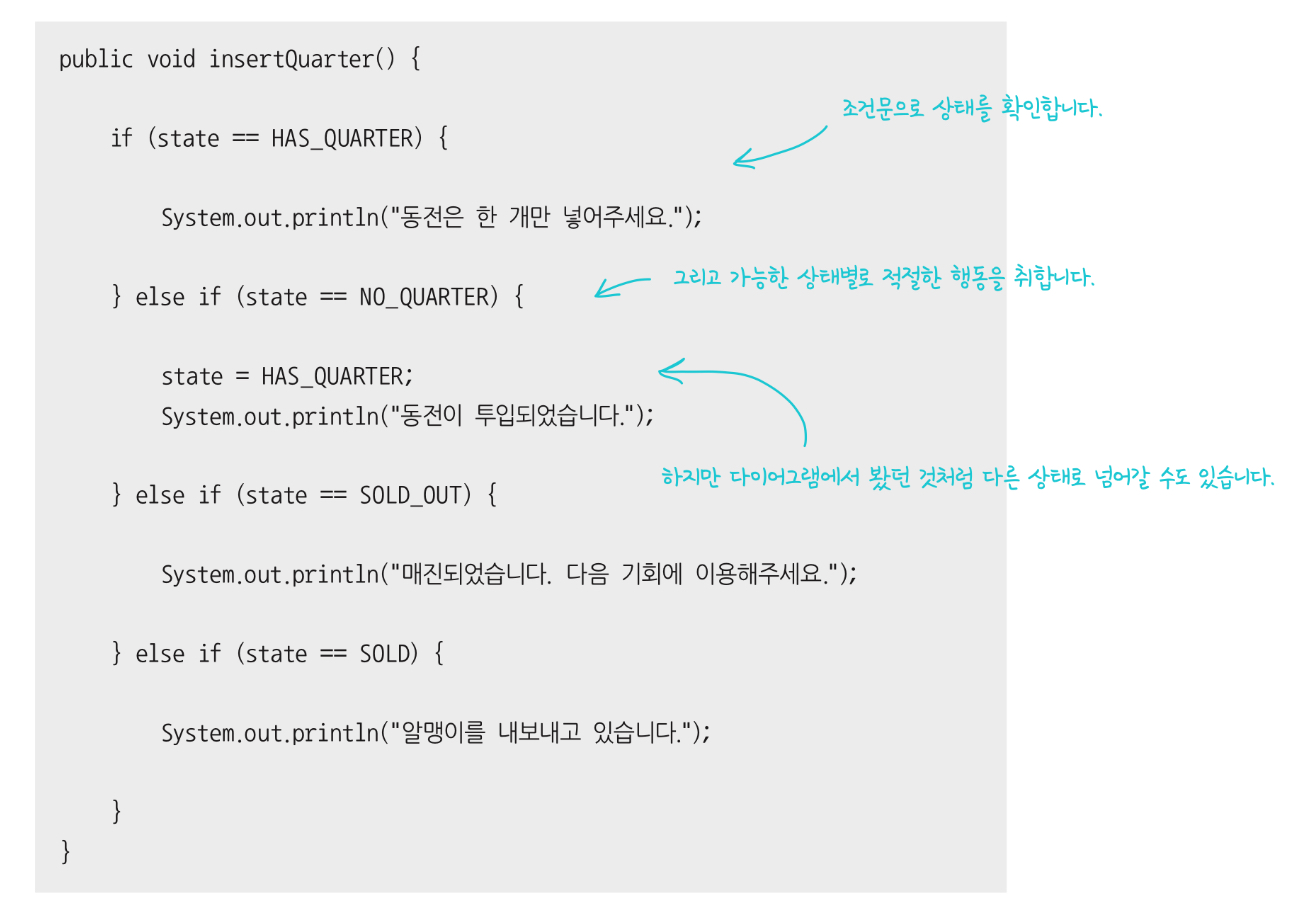 public void insertQuarter() {
조건문으로 상태를 확인합니다.
if (state == HAS_QUARTER) {
System.out.println("동전은 한 개만 넣어주세요.");
그리고 가능한 상태별로 적절한 행동을 취합니다.
} else if (state == NO_QUARTER) {
state = HAS_QUARTER;
System.out.println("동전이 투입되었습니다.");
하지만 다이어그램에서 봤던 것처럼 다른 상태로 넘어갈 수도 있습니다.
} else if (state == SOLD_OUT) {
System.out.println("매진되었습니다. 다음 기회에 이용해주세요.");
} else if (state == SOLD) {
System.out.println("알맹이를 내보내고 있습니다.");
}
}